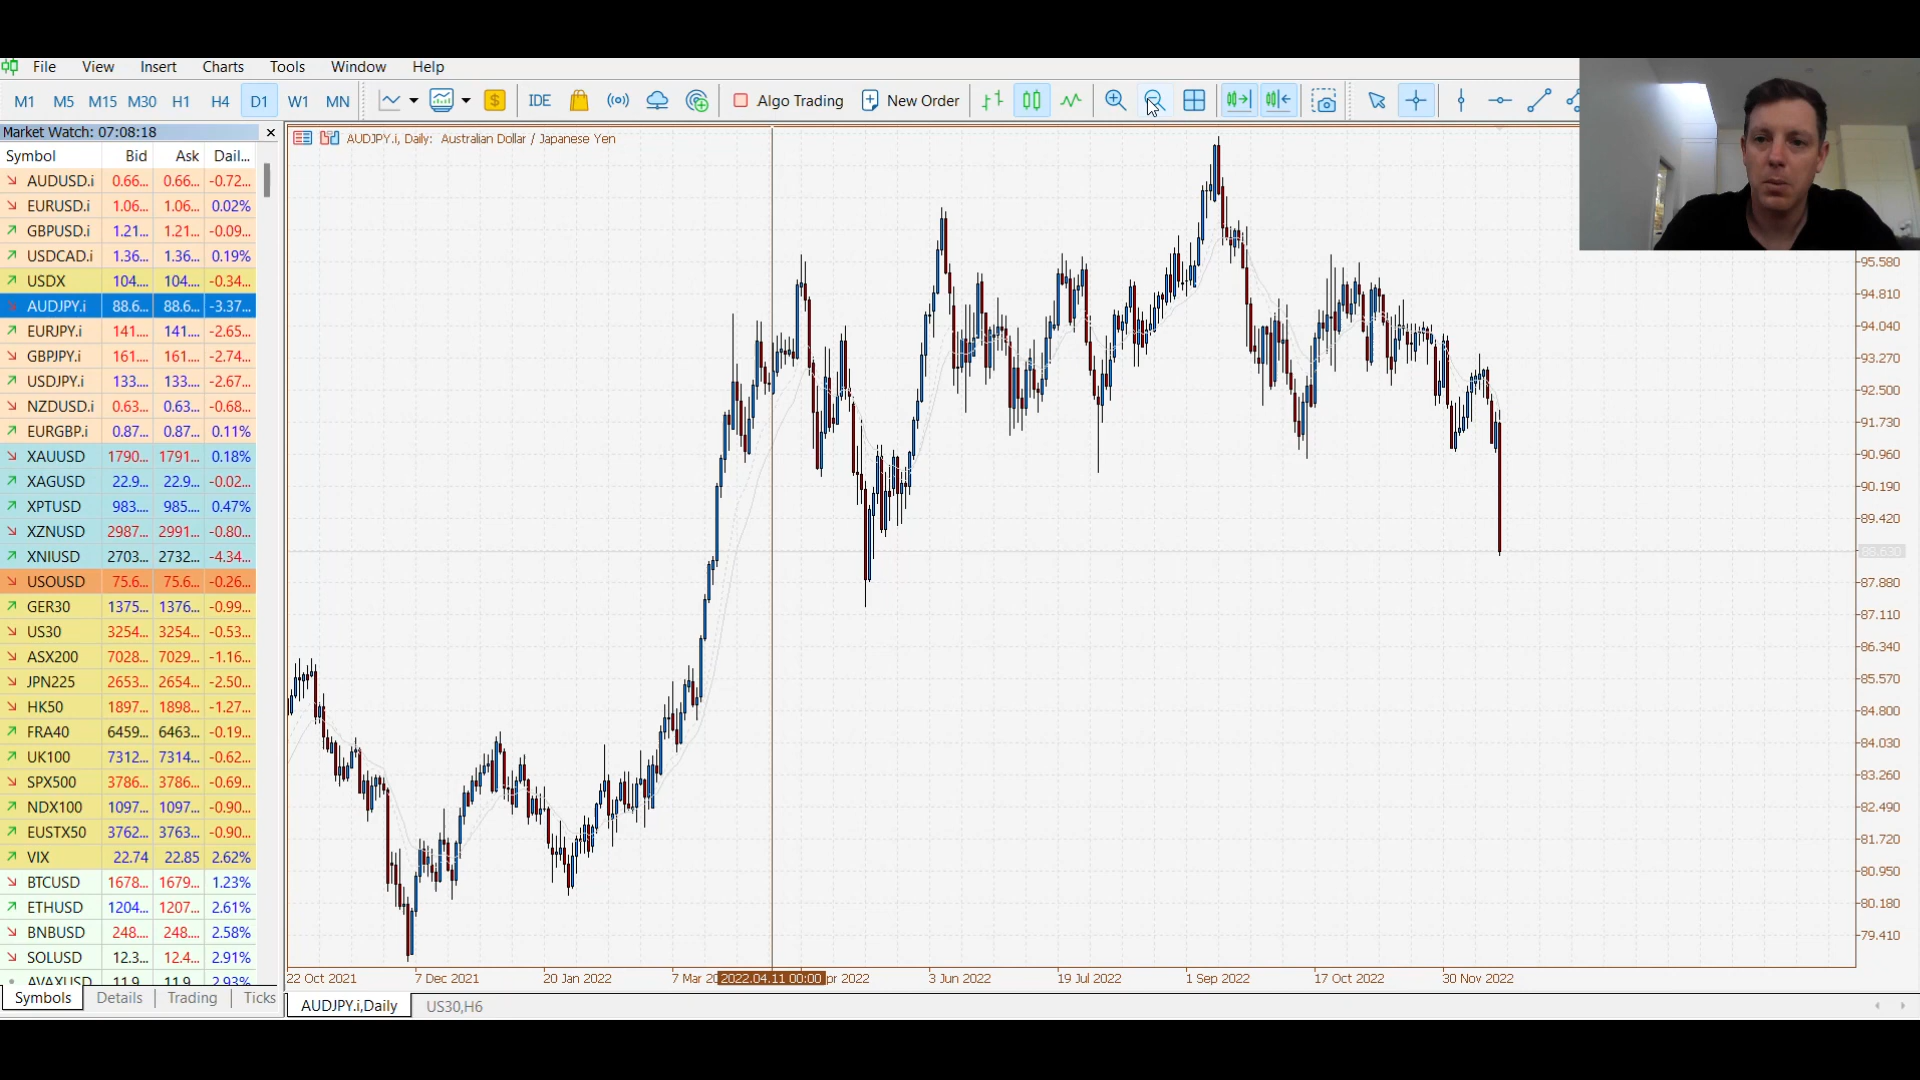 File View Insert Charts Tools Window Help
M1 M5 M15 M30 H1 H4 D1 W1 MN IDE Algo Trading New Order
Market Watch: 07:08:18
Symbol Bid Ask Dail...
AUDUSD.i 0.66... 0.66... -0.72...
EURUSD.i 1.06... 1.06... 0.02%
GBPUSD.i 1.21... 1.21... -0.09...
USDCAD.i 1.36... 1.36... 0.19%
USDX 104.... 104.... -0.34...
AUDJPY.i 88.6... 88.6... -3.37...
EURJPY.i 141.... 141.... -2.65...
GBPJPY.i 161.... 161.... -2.74...
USDJPY.i 133.... 133.... -2.67...
NZDUSD.i 0.63... 0.63... -0.68...
EURGBP.i 0.87... 0.87... 0.11%
XAUUSD 1790... 1791... 0.18%
XAGUSD 22.9... 22.9... -0.02...
XPTUSD 983.... 985.... 0.47%
XZNUSD 2987... 2991... -0.80...
XNIUSD 2703... 2732... -4.34...
USOUSD 75.6... 75.6... -0.26...
GER30 1375... 1376... -0.99...
US30 3254... 3254... -0.53...
ASX200 7028... 7029... -1.16...
JPN225 2653... 2654... -2.50...
HK50 1897... 1898... -1.27...
FRA40 6459... 6463... -0.19...
UK100 7312... 7314... -0.62...
SPX500 3786... 3786... -0.69...
NDX100 1097... 1097... -0.90...
EUSTX50 3762... 3763... -0.90...
VIX 22.74 22.85 2.62%
BTCUSD 1678... 1679... 1.23%
ETHUSD 1204... 1207... 2.61%
BNBUSD 248.... 248.... 2.58%
SOLUSD 12.3... 12.4... 2.91%
AVAXUSD 11.9... 11.9... 2.93%
Symbols Details Trading Ticks
AUDJPY.i, Daily: Australian Dollar / Japanese Yen
95.580
94.810
94.040
93.270
92.500
91.730
90.960
90.190
89.420
88.630
87.880
87.110
86.340
85.570
84.800
84.030
83.260
82.490
81.720
80.950
80.180
79.410
22 Oct 2021 7 Dec 2021 20 Jan 2022 7 Mar 20 2022.04.11 00:00 pr 2022 3 Jun 2022 19 Jul 2022 1 Sep 2022 17 Oct 2022 30 Nov 2022
AUDJPY.i,Daily US30,H6